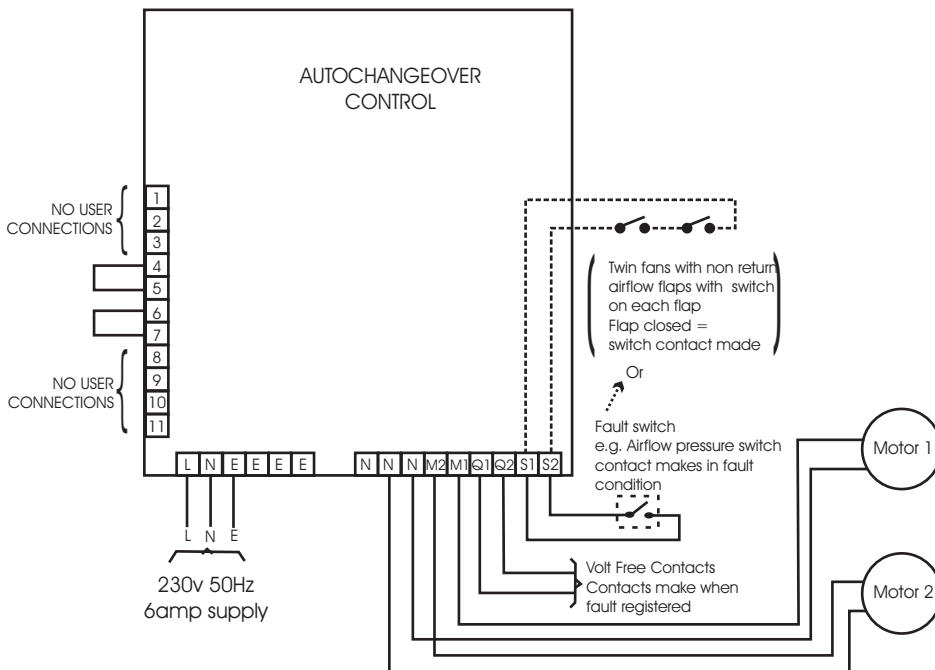 AUTOCHANGEOVER
CONTROL
NO USER
CONNECTIONS
1
2
3
4
5
6
7
8
9
10
11
NO USER
CONNECTIONS
Twin fans with non return
airflow flaps with switch
on each flap
Flap closed =
switch contact made
Or
Fault switch
e.g. Airflow pressure switch
contact makes in fault
condition
L N E E E E
N N N M2 M1 Q1 Q2 S1 S2
L N E
230v 50Hz
6amp supply
Volt Free Contacts
Contacts make when
fault registered
Motor 1
Motor 2